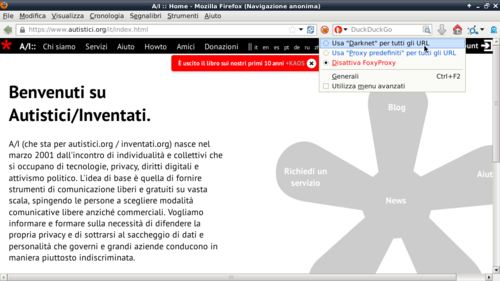 A/I :: Home - Mozilla Firefox (Navigazione anonima)
File Modifica Visualizza Cronologia Segnalibri Strumenti Aiuto
https://www.autistici.org/it/index.html
DuckDuckGo
A/I:: Chi siamo Servizi Aiuto Howto Amici Donazioni
en es pt de ru
Usa "Darknet" per tutti gli URL
Usa "Proxy predefiniti" per tutti gli URL
Disattiva FoxyProxy
Generali Ctrl+F2
Utilizza menu avanzati
È uscito il libro sui nostri primi 10 anni +KAOS
Benvenuti su
Autistici/Inventati.
A/I (che sta per autistici.org / inventati.org) nasce nel
marzo 2001 dall'incontro di individualità e collettivi che
si occupano di tecnologie, privacy, diritti digitali e
attivismo politico. L'idea di base è quella di fornire
strumenti di comunicazione liberi e gratuiti su vasta
scala, spingendo le persone a scegliere modalità
comunicative libere anziché commerciali. Vogliamo
informare e formare sulla necessità di difendere la
propria privacy e di sottrarsi al saccheggio di dati e
personalità che governi e grandi aziende conducono in
maniera piuttosto indiscriminata.
Blog
Richiedi un
servizio
News